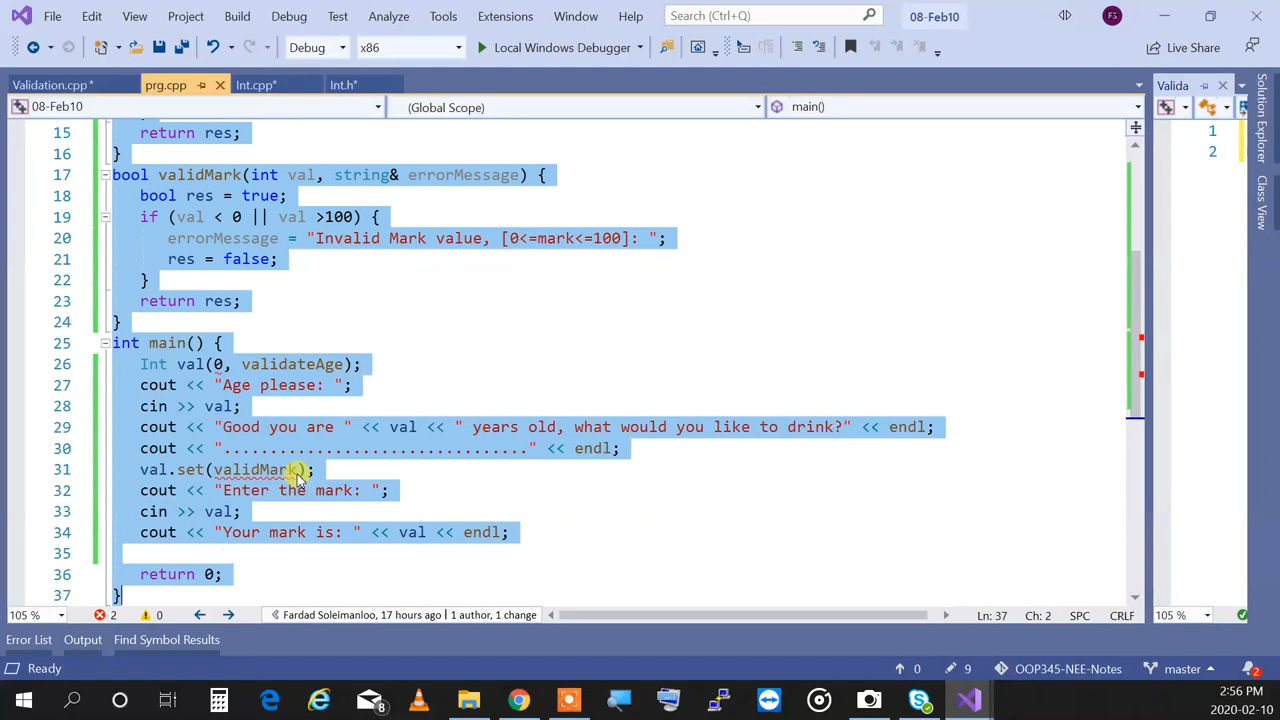 File Edit View Project Build Debug Test Analyze Tools Extensions Window Help Search (Ctrl+Q) 08-Feb10 FS
Debug x86 Local Windows Debugger Live Share
Validation.cpp* prg.cpp Int.cpp* Int.h* Valida
08-Feb10 (Global Scope) main()
15 return res;
16 }
17 bool validMark(int val, string& errorMessage) {
18 bool res = true;
19 if (val < 0 || val >100) {
20 errorMessage = "Invalid Mark value, [0<=mark<=100]: ";
21 res = false;
22 }
23 return res;
24 }
25 int main() {
26 Int val(0, validateAge);
27 cout << "Age please: ";
28 cin >> val;
29 cout << "Good you are " << val << " years old, what would you like to drink?" << endl;
30 cout << "................................." << endl;
31 val.set(validMark);
32 cout << "Enter the mark: ";
33 cin >> val;
34 cout << "Your mark is: " << val << endl;
35
36 return 0;
37 }
1
2
Solution Explorer
Class View
105 % 2 0 Fardad Soleimanloo, 17 hours ago | 1 author, 1 change Ln: 37 Ch: 2 SPC CRLF 105 %
Error List Output Find Symbol Results
Ready 0 9 OOP345-NEE-Notes master 2
8 2:56 PM
2020-02-10